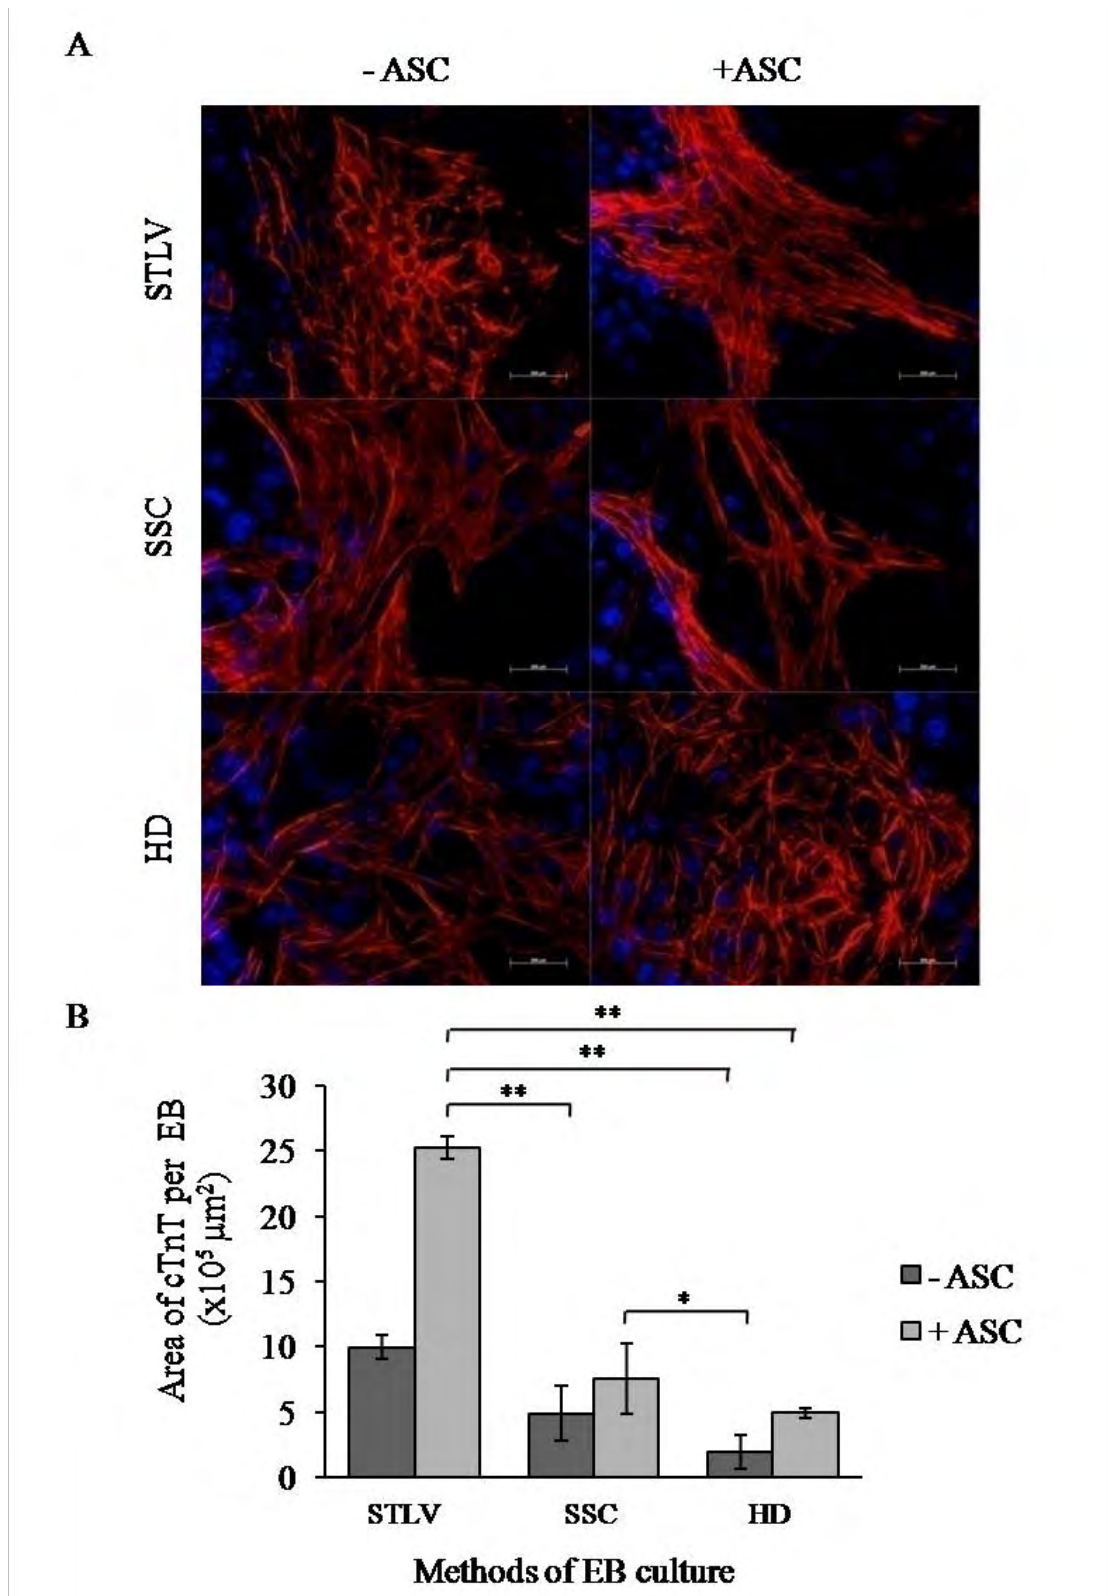 A
- ASC
+ASC
STLV
SSC
HD
B
**
**
**
*
30
25
20
15
10
5
0
Area of cTnT per EB
(x10⁵ μm²)
- ASC
+ ASC
STLV
SSC
HD
Methods of EB culture